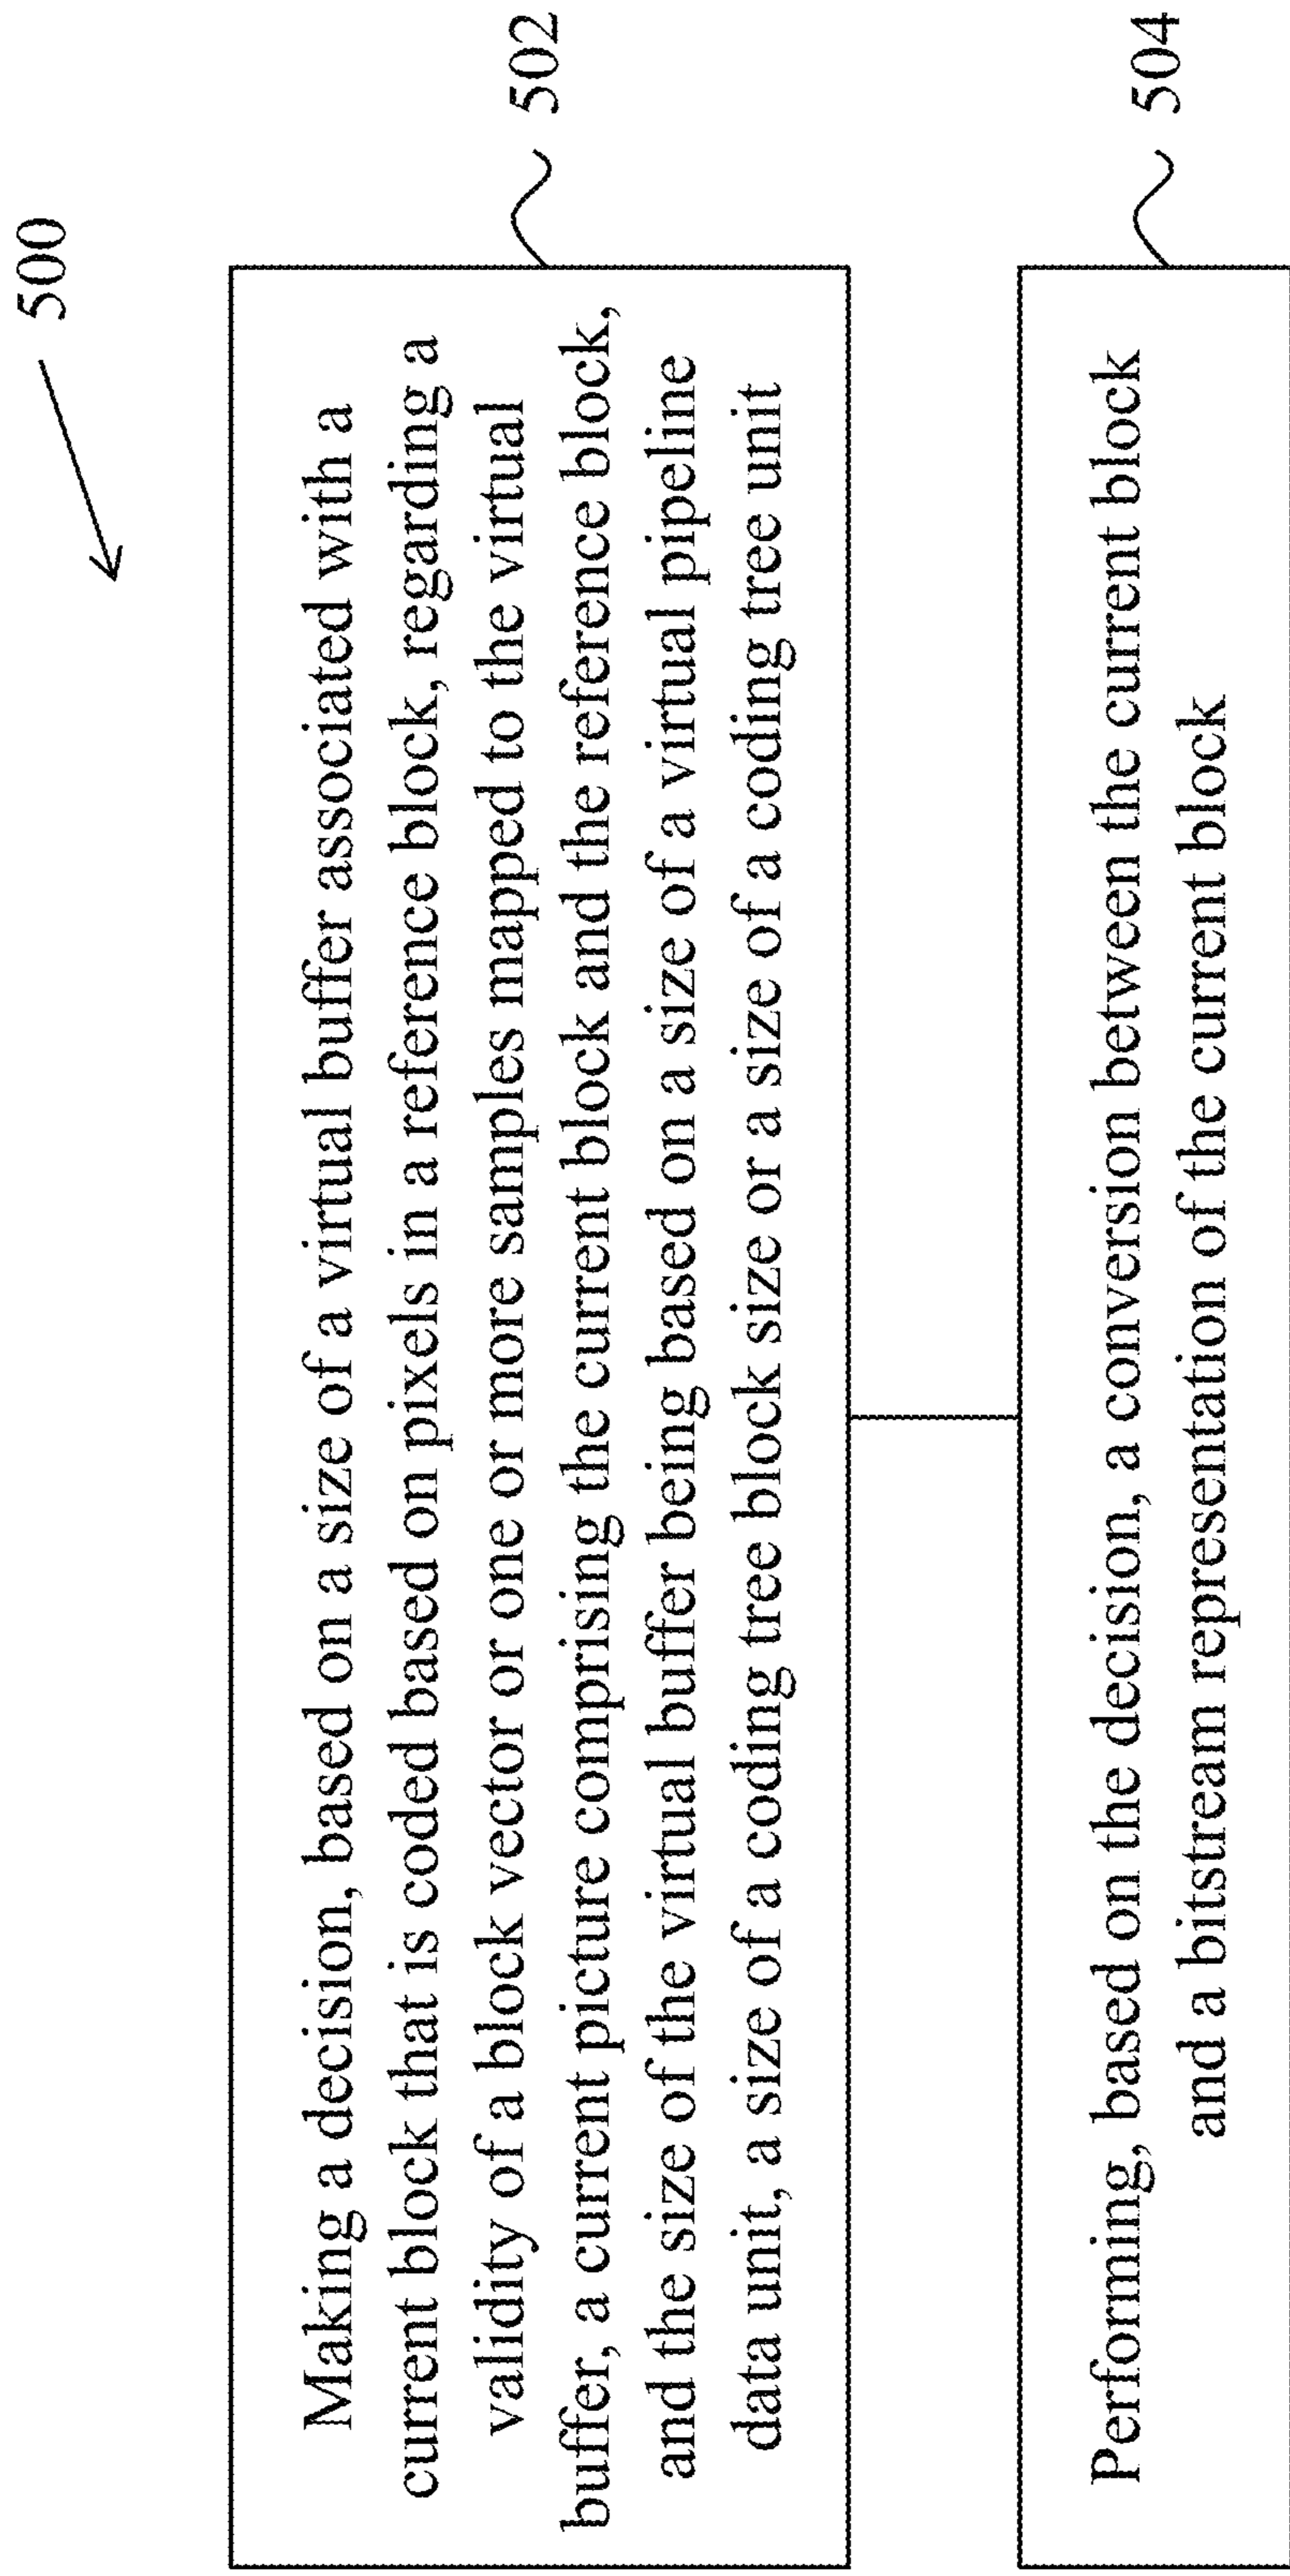 500
Making a decision, based on a size of a virtual buffer associated with a
current block that is coded based on pixels in a reference block, regarding a
validity of a block vector or one or more samples mapped to the virtual
buffer, a current picture comprising the current block and the reference block,
and the size of the virtual buffer being based on a size of a virtual pipeline
data unit, a size of a coding tree block size or a size of a coding tree unit
502
Performing, based on the decision, a conversion between the current block
and a bitstream representation of the current block
504